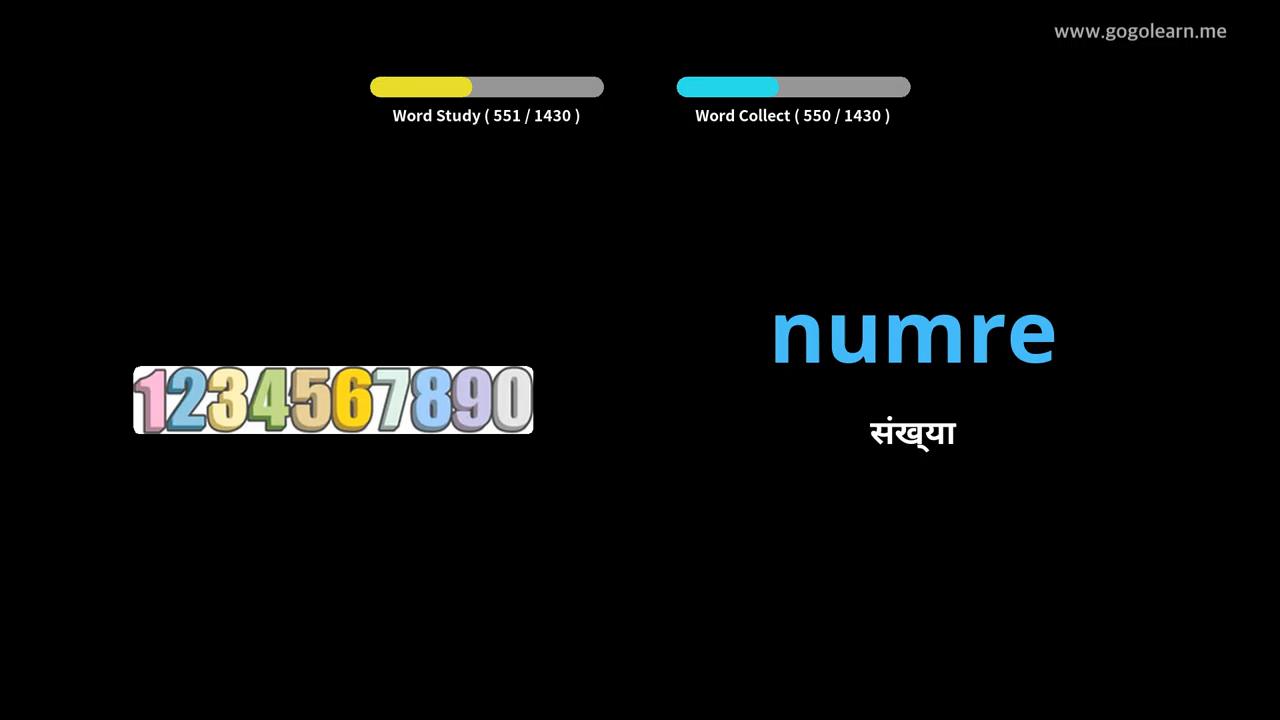 www.gogolearn.me
Word Study ( 551 / 1430 )
Word Collect ( 550 / 1430 )
numre
1234567890
संख्या